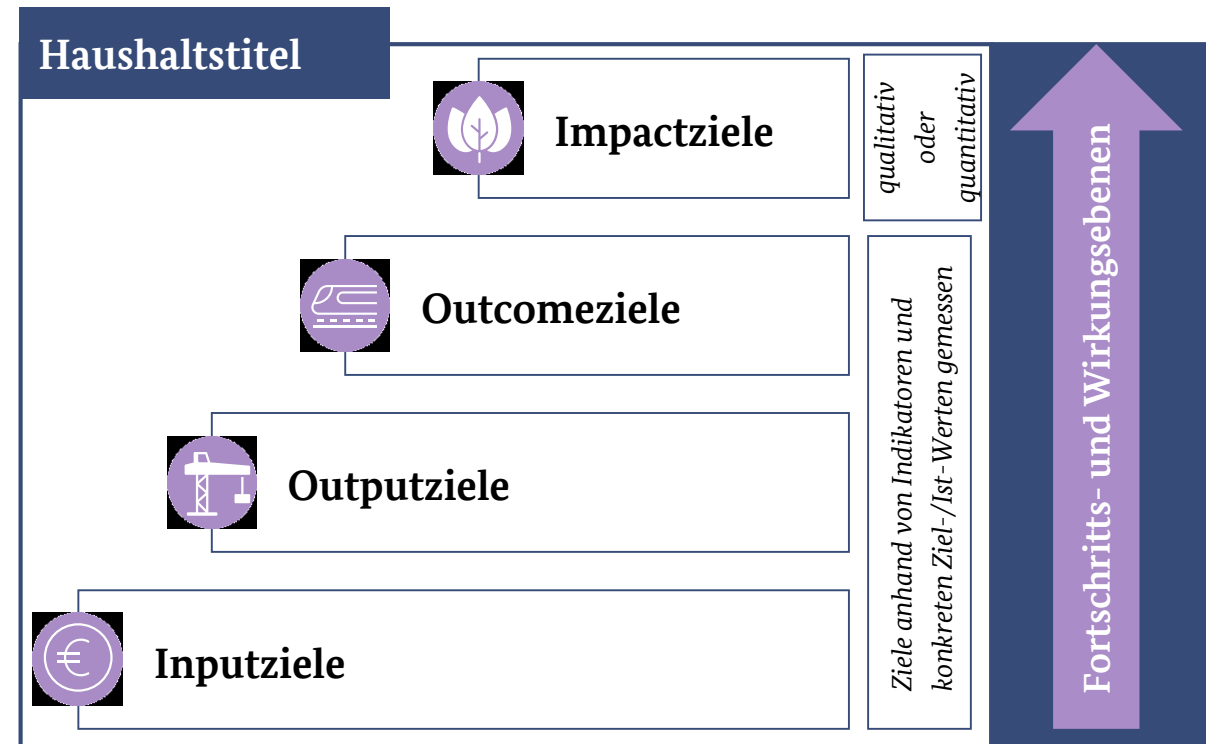 Haushaltstitel
Impactziele
qualitativ
oder
quantitativ
Outcomeziele
Outputziele
€
Inputziele
Ziele anhand von Indikatoren und
konkreten Ziel-/Ist-Werten gemessen
Fortschritts- und Wirkungsebenen